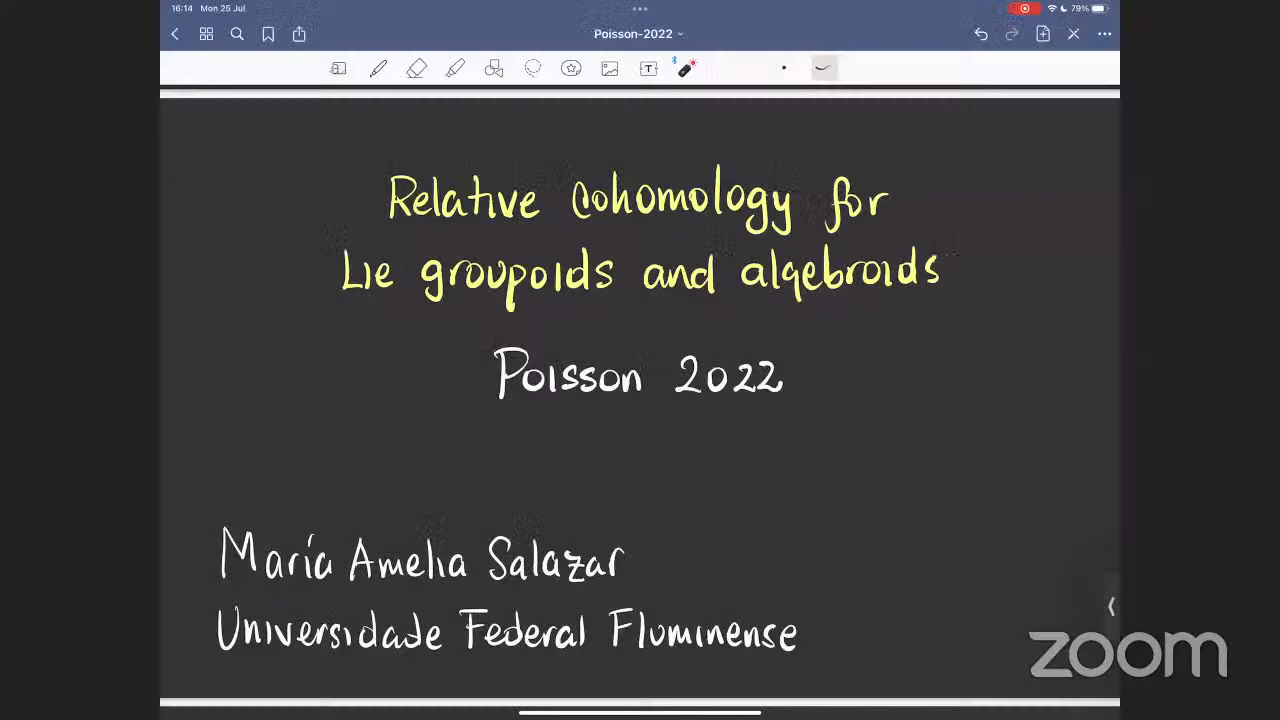 16:14 Mon 25 Jul
79%
Poisson-2022
T
Relative cohomology for
Lie groupoids and algebroids
Poisson 2022
María Amelia Salazar
Universidade Federal Fluminense
zoom